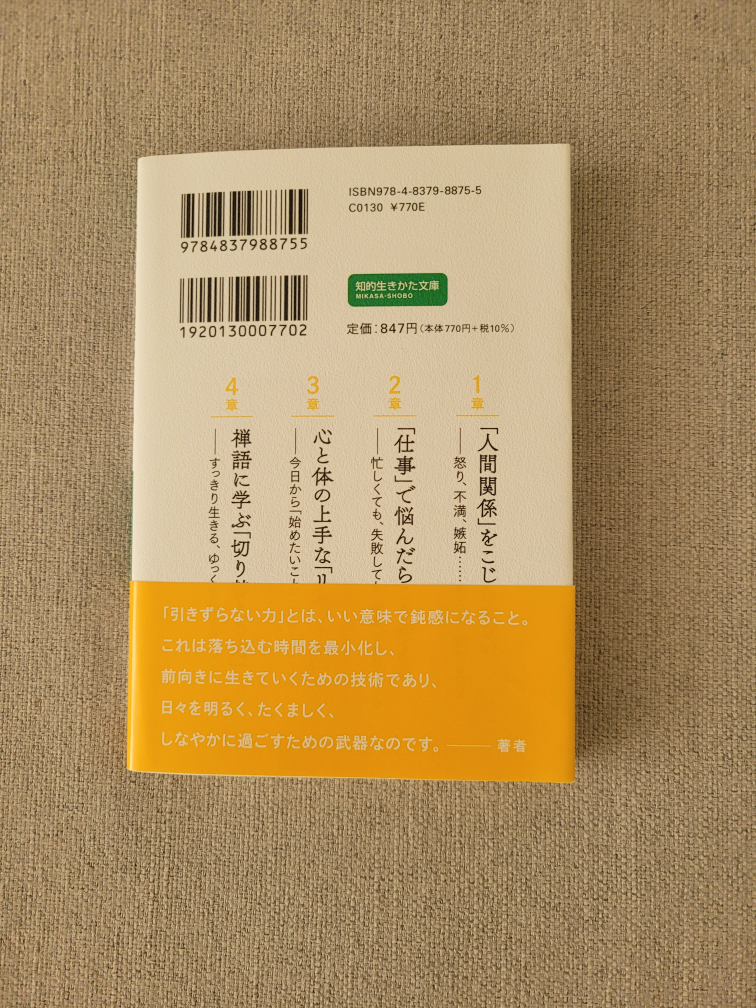 9784837988755
1920130007702
ISBN978-4-8379-8875-5
C0130 ¥770E
知的生きかた文庫
MIKASA-SHOBO
定価:847円(本体770円+税10%)
1章
「人間関係」をこじ
――怒り、不満、嫉妬……
2章
「仕事」で悩んだら
――忙しくても、失敗して
3章
心と体の上手な「リ
――今日から「始めたいこ
4章
禅語に学ぶ「切り
――すっきり生きる、ゆっく
「引きずらない力」とは、いい意味で鈍感になること。
これは落ち込む時間を最小化し、
前向きに生きていくための技術であり、
日々を明るく、たくましく、
しなやかに過ごすための武器なのです。――著者